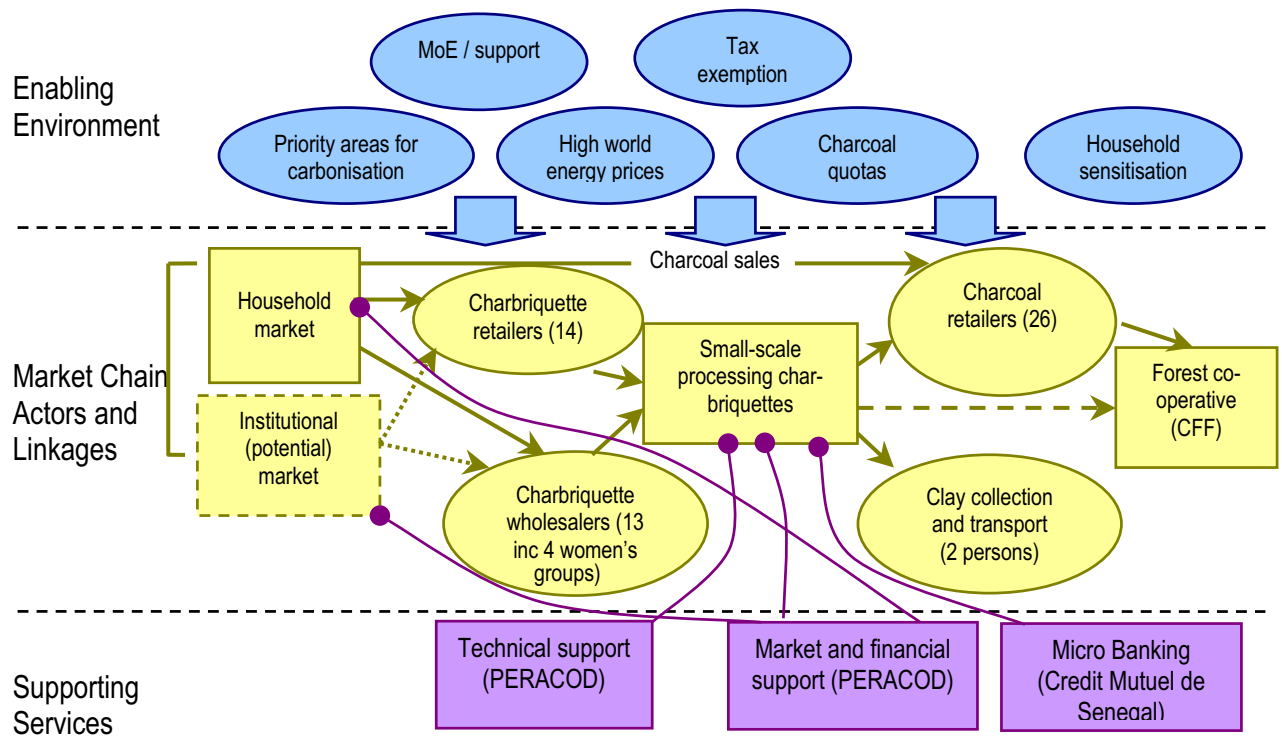 Enabling
Environment
MoE / support
Tax
exemption
Priority areas for
carbonisation
High world
energy prices
Charcoal
quotas
Household
sensitisation
Market Chain
Actors and
Linkages
Charcoal sales
Household
market
Charbriquette
retailers (14)
Charcoal
retailers (26)
Small-scale
processing char-
briquettes
Forest co-
operative
(CFF)
Institutional
(potential)
market
Charbriquette
wholesalers (13
inc 4 women’s
groups)
Clay collection
and transport
(2 persons)
Supporting
Services
Technical support
(PERACOD)
Market and financial
support (PERACOD)
Micro Banking
(Credit Mutuel de
Senegal)